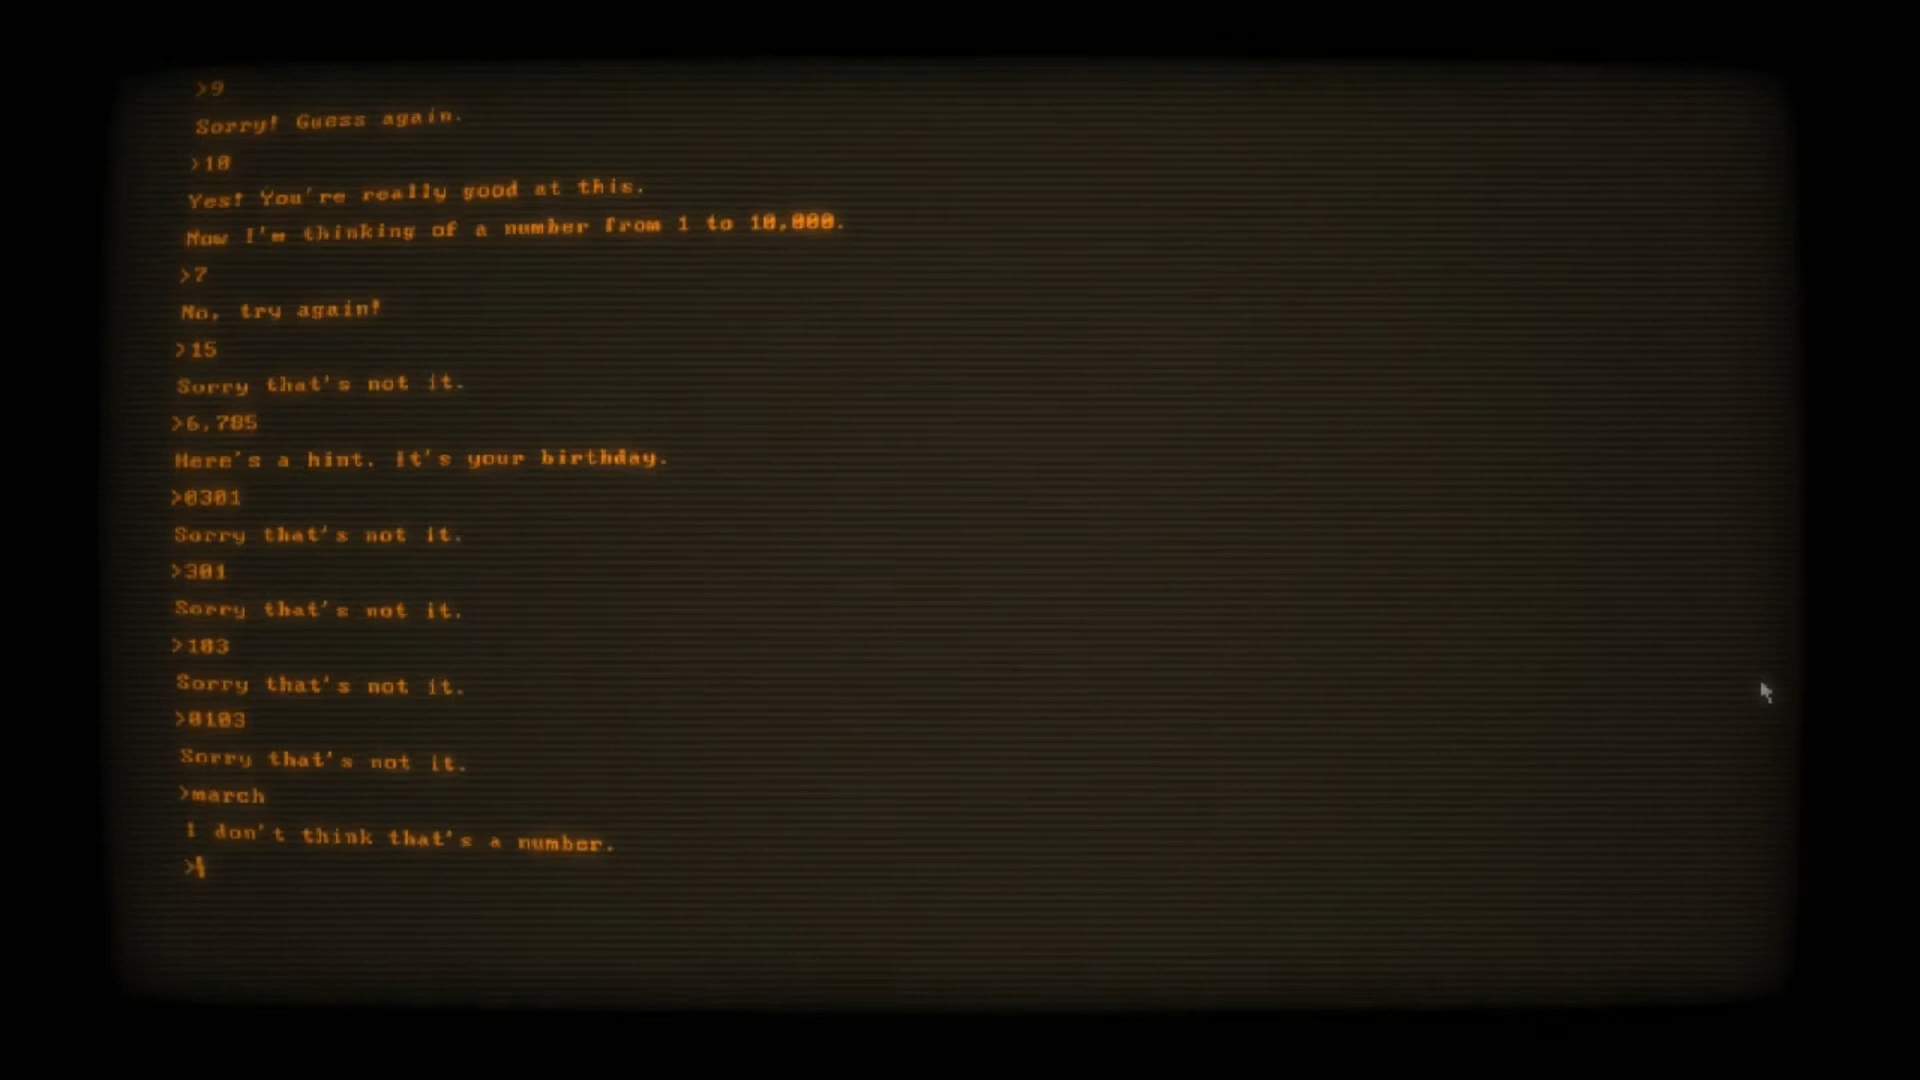 >9
Sorry! Guess again.
>10
Yes! You're really good at this.
Now I'm thinking of a number from 1 to 10,000.
>7
No, try again!
>15
Sorry that's not it.
>6,785
Here's a hint. It's your birthday.
>0301
Sorry that's not it.
>301
Sorry that's not it.
>103
Sorry that's not it.
>0103
Sorry that's not it.
>march
I don't think that's a number.
>